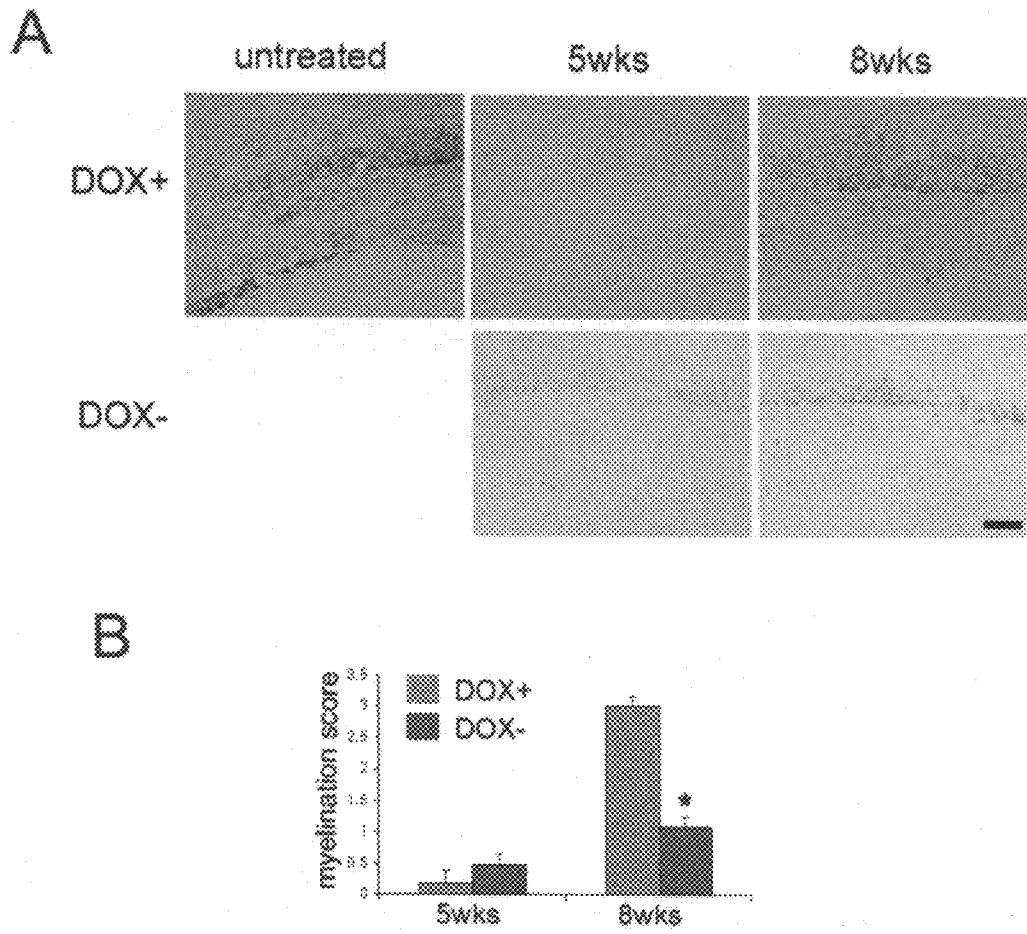 A
untreated 5wks 8wks
DOX+
DOX-
B
myelination score
3.5
3
2.5
2
1.5
1
0.5
0
DOX+
DOX-
*
5wks 8wks